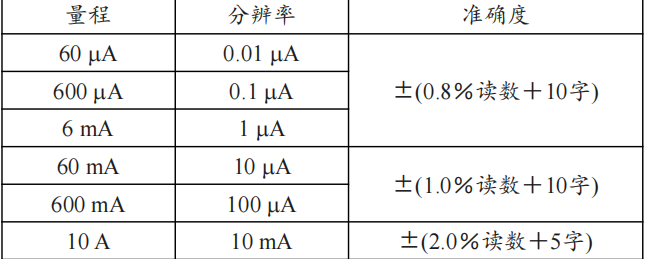 量程 分辨率 准确度
60 μA 0.01 μA
600 μA 0.1 μA ±(0.8%读数+10字)
6 mA 1 μA
60 mA 10 μA ±(1.0%读数+10字)
600 mA 100 μA
10 A 10 mA ±(2.0%读数+5字)